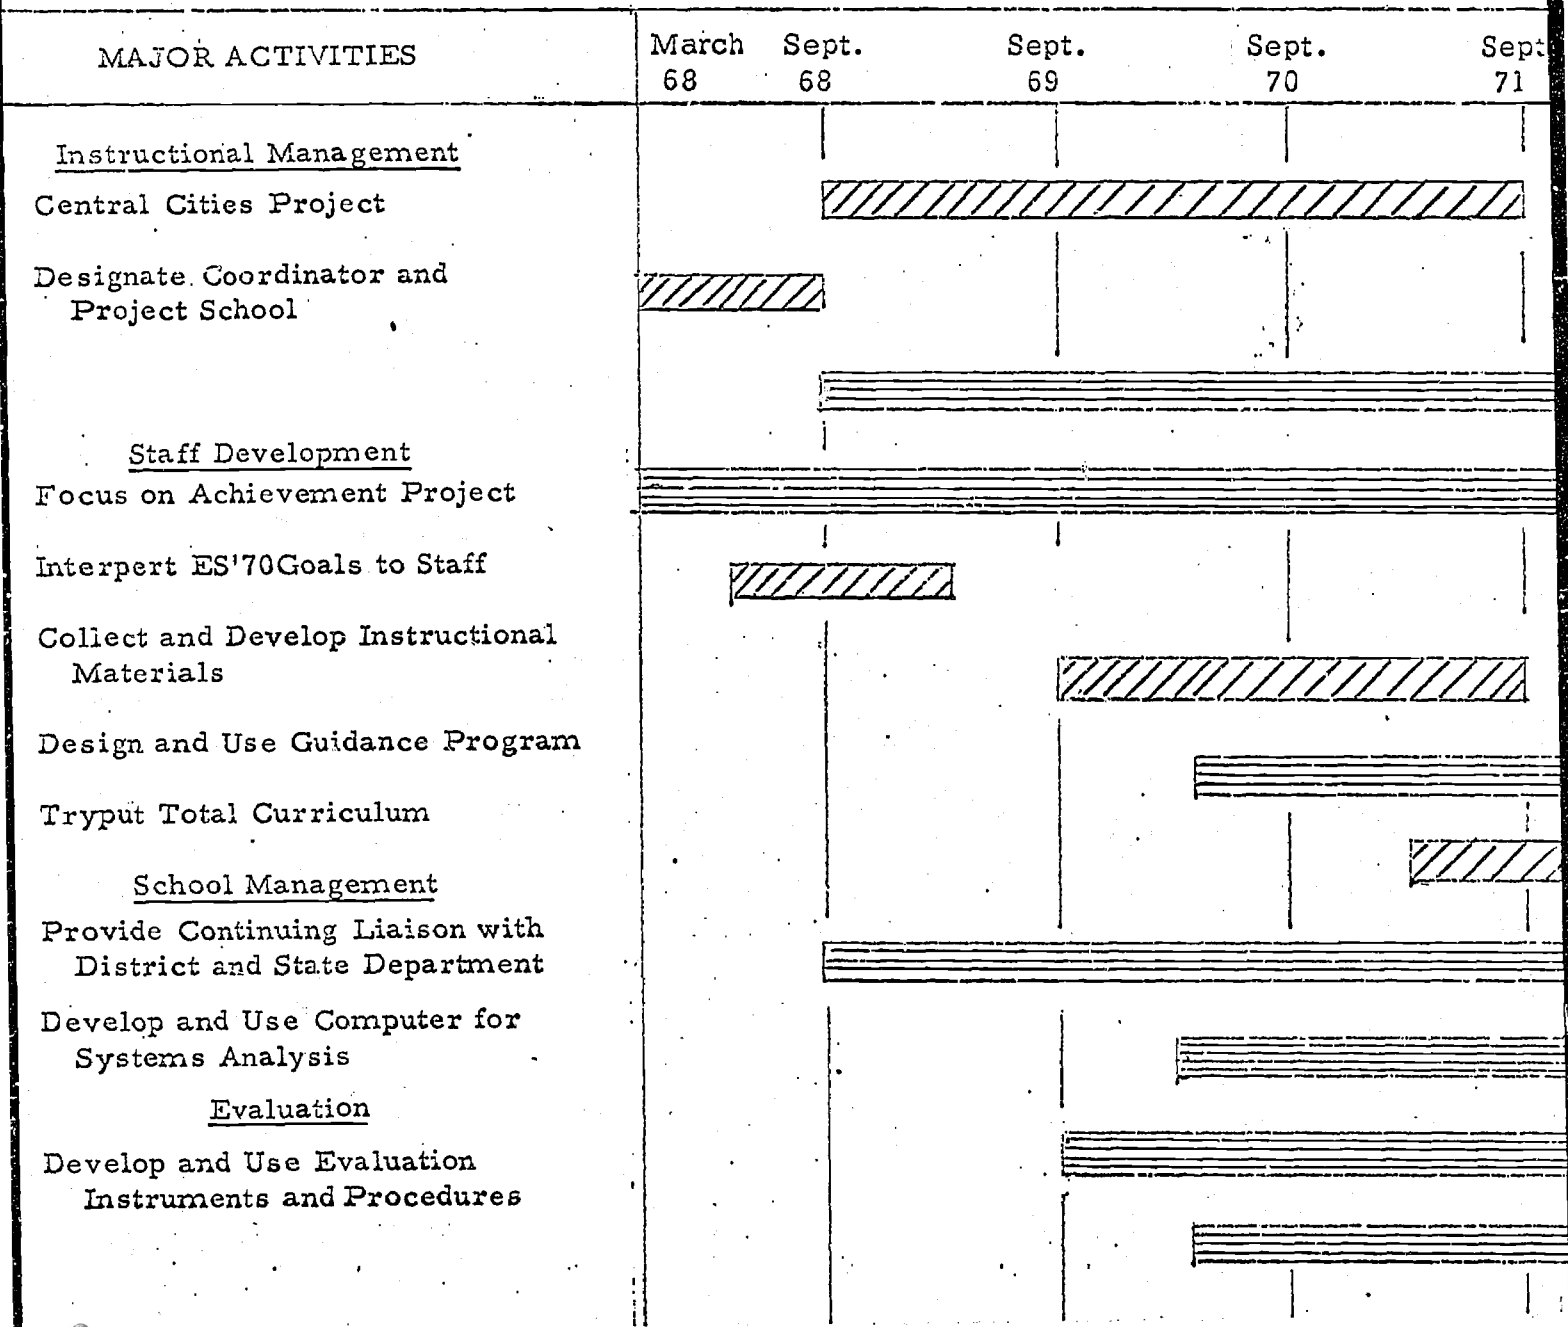 MAJOR ACTIVITIES
March Sept. Sept. Sept. Sept
68 68 69 70 71
Instructional Management
Central Cities Project
Designate Coordinator and
Project School
Staff Development
Focus on Achievement Project
Interpert ES'70Goals to Staff
Collect and Develop Instructional
Materials
Design and Use Guidance Program
Tryput Total Curriculum
School Management
Provide Continuing Liaison with
District and State Department
Develop and Use Computer for
Systems Analysis
Evaluation
Develop and Use Evaluation
Instruments and Procedures